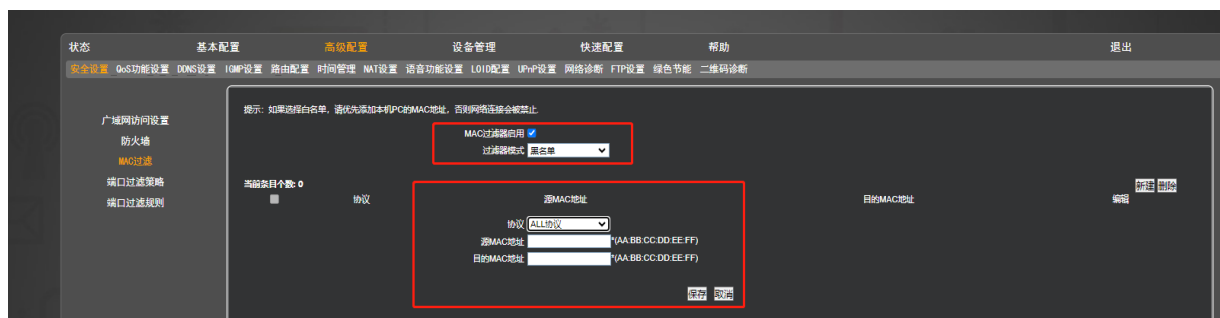 状态 基本配置 高级配置 设备管理 快速配置 帮助 退出
安全设置 QoS功能设置 DDNS设置 IGMP设置 路由配置 时间管理 NAT设置 语音功能设置 LOID配置 UPnP设置 网络诊断 FTP设置 绿色节能 二维码诊断
广域网访问设置
防火墙
MAC过滤
端口过滤策略
端口过滤规则
提示：如果选择白名单，请优先添加本机PC的MAC地址，否则网络连接会被禁止.
MAC过滤器启用
过滤器模式 黑名单
当前条目个数: 0
新建 删除
协议 源MAC地址 目的MAC地址 编辑
协议 ALL协议
源MAC地址 *(AA:BB:CC:DD:EE:FF)
目的MAC地址 *(AA:BB:CC:DD:EE:FF)
保存 取消